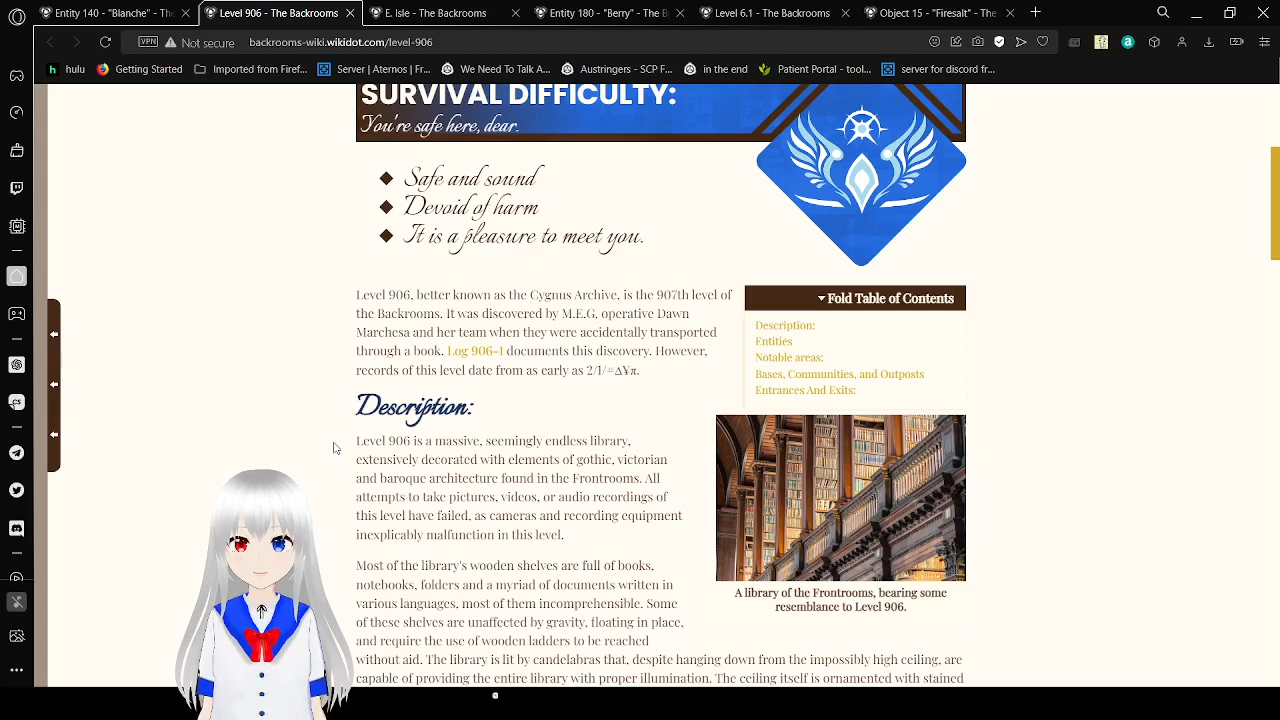 Entity 140 - "Blanche" - The
Level 906 - The Backrooms
E. Isle - The Backrooms
Entity 180 - "Berry" - The B
Level 6.1 - The Backrooms
Object 15 - "Firesalt" - The
VPN Not secure backrooms-wiki.wikidot.com/level-906
hulu Getting Started Imported from Firef... Server | Aternos | Fr... We Need To Talk A... Austringers - SCP F... in the end Patient Portal - tool... server for discord fr...
SURVIVAL DIFFICULTY:
You're safe here, dear.
Safe and sound
Devoid of harm
It is a pleasure to meet you.
Level 906, better known as the Cygnus Archive, is the 907th level of
the Backrooms. It was discovered by M.E.G. operative Dawn
Marchesa and her team when they were accidentally transported
through a book. Log 906-1 documents this discovery. However,
records of this level date from as early as 2/1/=Δ¥π.
Fold Table of Contents
Description:
Entities
Notable areas:
Bases, Communities, and Outposts
Entrances And Exits:
Description:
Level 906 is a massive, seemingly endless library,
extensively decorated with elements of gothic, victorian
and baroque architecture found in the Frontrooms. All
attempts to take pictures, videos, or audio recordings of
this level have failed, as cameras and recording equipment
inexplicably malfunction in this level.
A library of the Frontrooms, bearing some
resemblance to Level 906.
Most of the library's wooden shelves are full of books,
notebooks, folders and a myriad of documents written in
various languages, most of them incomprehensible. Some
of these shelves are unaffected by gravity, floating in place,
and require the use of wooden ladders to be reached
without aid. The library is lit by candelabras that, despite hanging down from the impossibly high ceiling, are
capable of providing the entire library with proper illumination. The ceiling itself is ornamented with stained